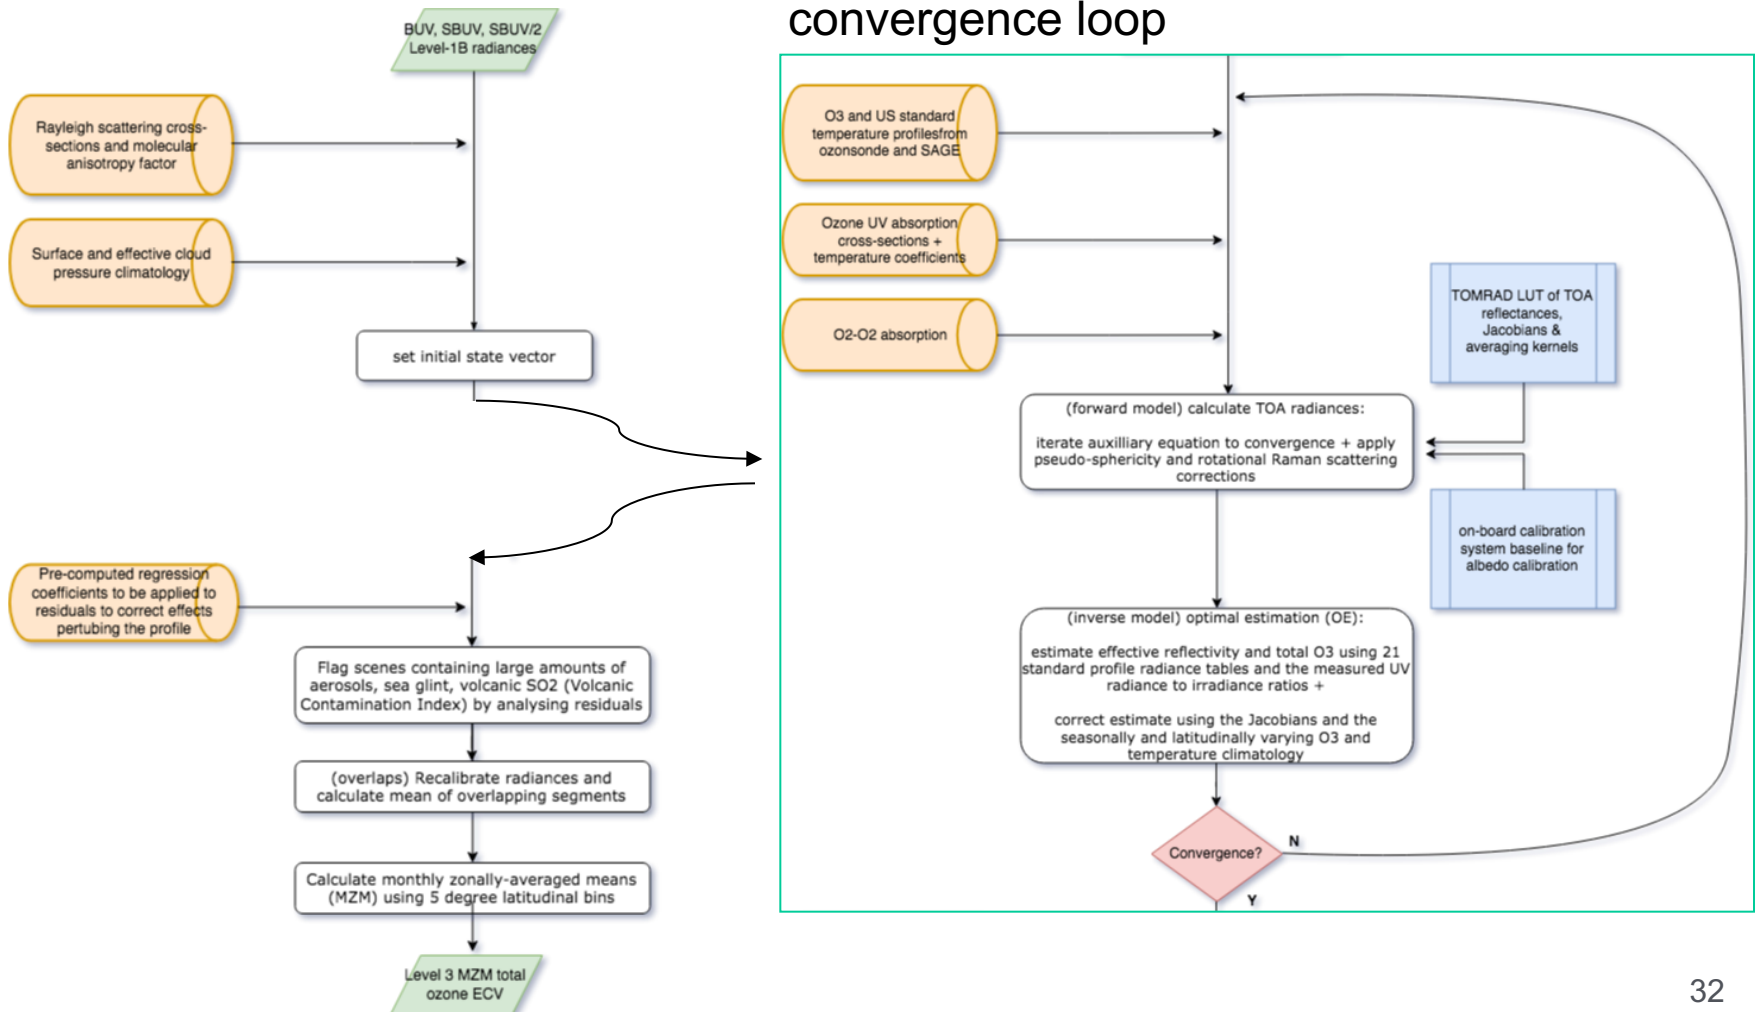 convergence loop
BUV, SBUV, SBUV/2
Level-1B radiances
Rayleigh scattering cross-
sections and molecular
anisotropy factor
Surface and effective cloud
pressure climatology
set initial state vector
Pre-computed regression
coefficients to be applied to
residuals to correct effects
pertubing the profile
Flag scenes containing large amounts of
aerosols, sea glint, volcanic SO2 (Volcanic
Contamination Index) by analysing residuals
(overlaps) Recalibrate radiances and
calculate mean of overlapping segments
Calculate monthly zonally-averaged means
(MZM) using 5 degree latitudinal bins
Level 3 MZM total
ozone ECV
O3 and US standard
temperature profilesfrom
ozonsonde and SAGE
Ozone UV absorption
cross-sections +
temperature coefficients
O2-O2 absorption
TOMRAD LUT of TOA
reflectances,
Jacobians &
averaging kernels
(forward model) calculate TOA radiances:
iterate auxilliary equation to convergence + apply
pseudo-sphericity and rotational Raman scattering
corrections
on-board calibration
system baseline for
albedo calibration
(inverse model) optimal estimation (OE):
estimate effective reflectivity and total O3 using 21
standard profile radiance tables and the measured UV
radiance to irradiance ratios +
correct estimate using the Jacobians and the
seasonally and latitudinally varying O3 and
temperature climatology
Convergence?
N
Y
32